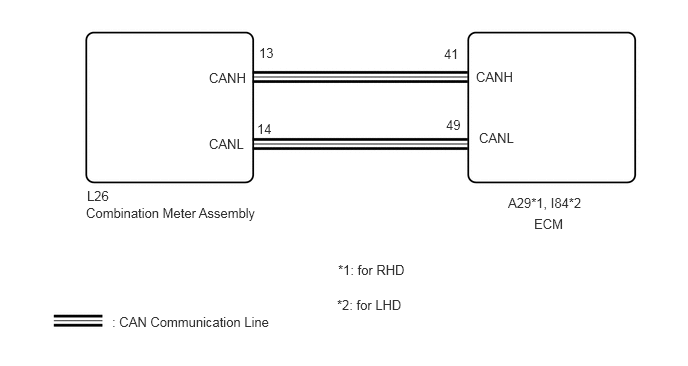 13
41
CANH
CANH
14
49
CANL
CANL
L26
Combination Meter Assembly
A29*1, I84*2
ECM
*1: for RHD
*2: for LHD
: CAN Communication Line